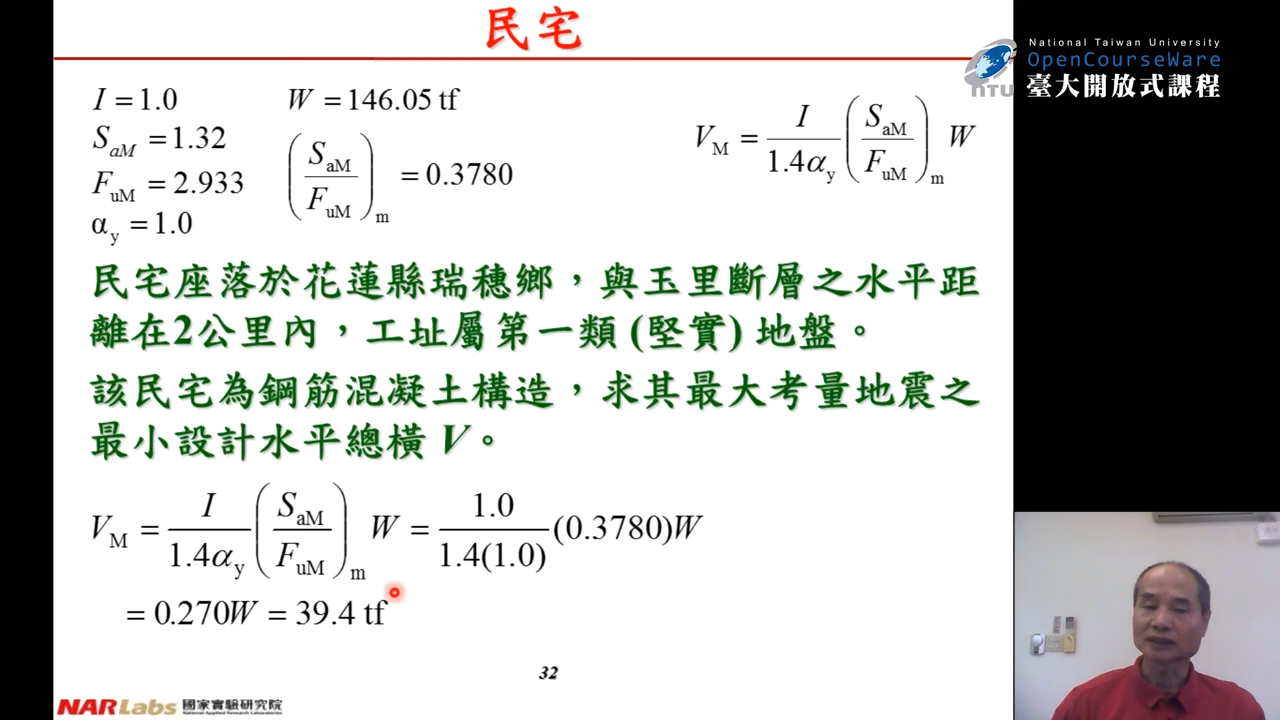 民宅
National Taiwan University
OpenCourseWare
臺大開放式課程
NTU
I = 1.0
W = 146.05 tf
S_aM = 1.32
F_uM = 2.933
α_y = 1.0
(S_aM / F_uM)_m = 0.3780
V_M = I / 1.4α_y (S_aM / F_uM)_m W
民宅座落於花蓮縣瑞穗鄉，與玉里斷層之水平距
離在2公里內，工址屬第一類 (堅實) 地盤。
該民宅為鋼筋混凝土構造，求其最大考量地震之
最小設計水平總橫 V。
V_M = I / 1.4α_y (S_aM / F_uM)_m W = 1.0 / 1.4(1.0) (0.3780)W
= 0.270W = 39.4 tf
32
NARLabs 國家實驗研究院
National Applied Research Laboratories